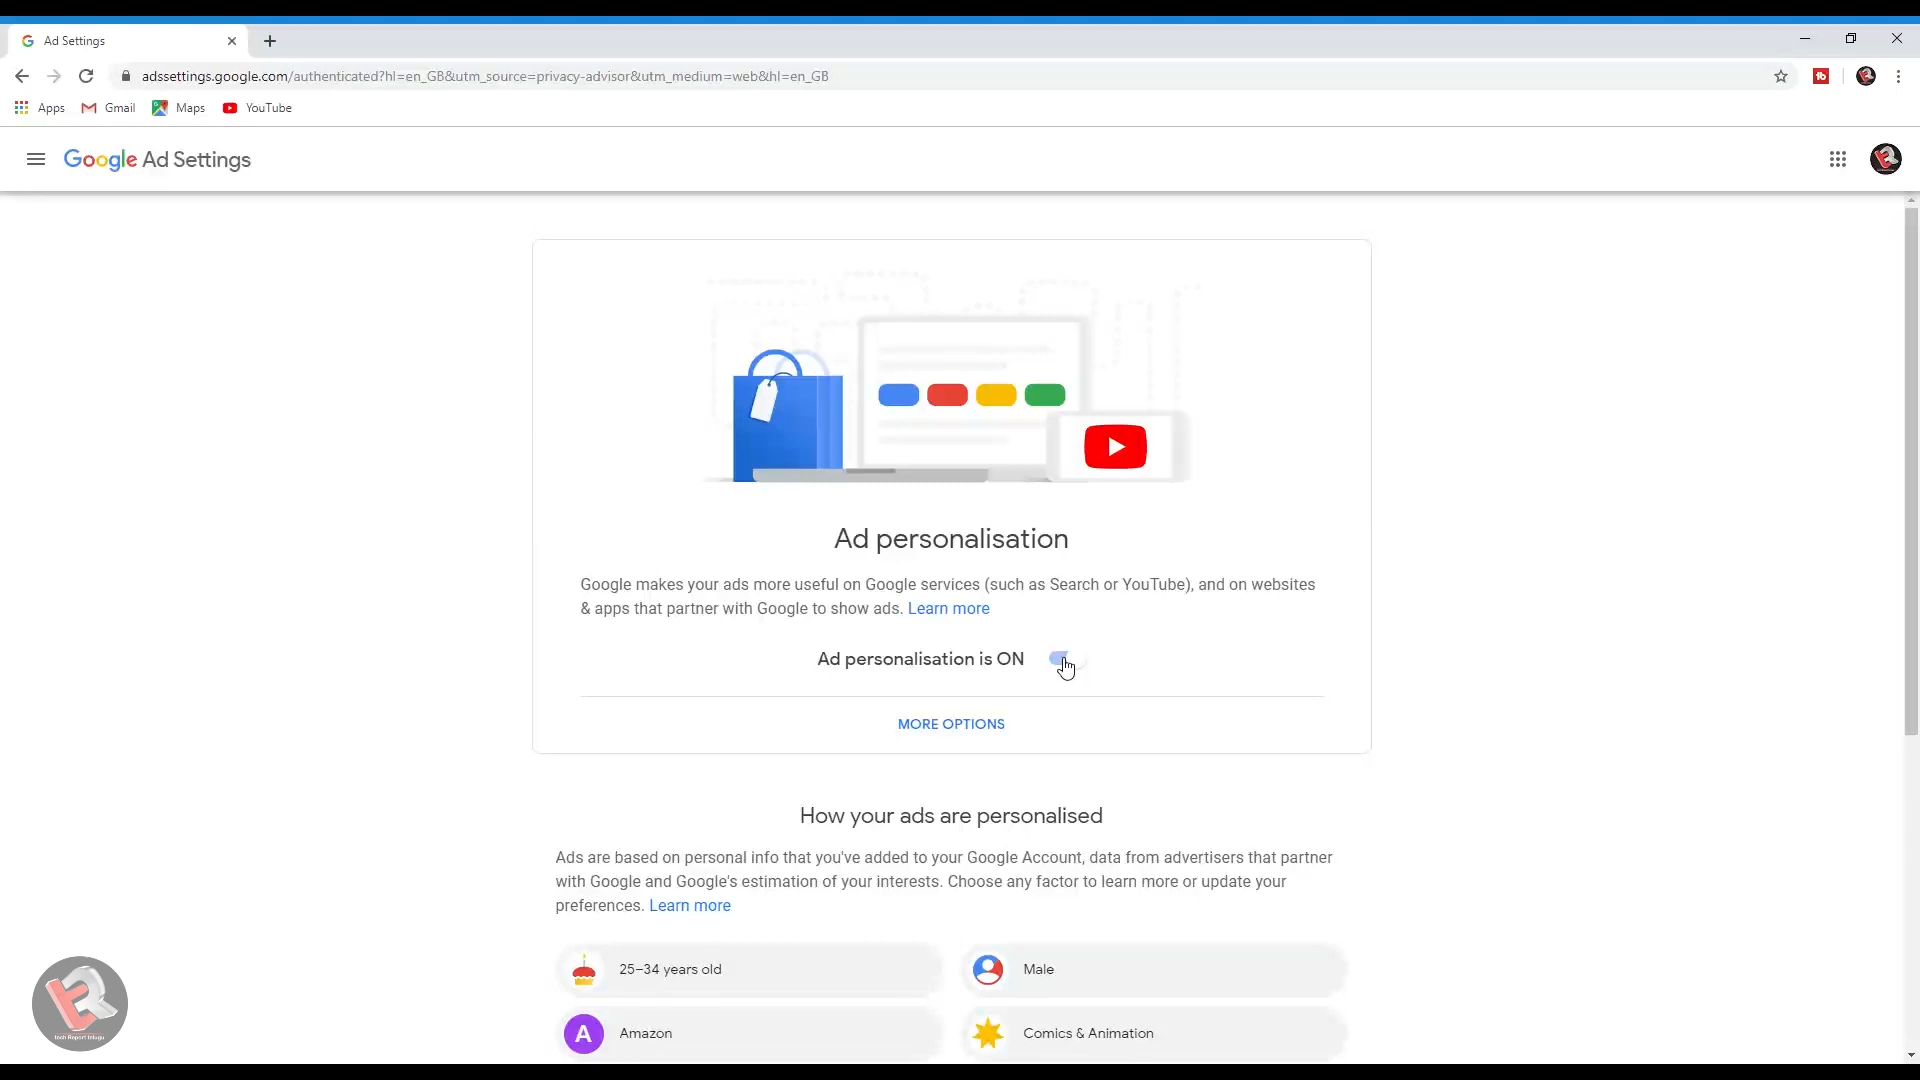 Ad Settings
adssettings.google.com/authenticated?hl=en_GB&utm_source=privacy-advisor&utm_medium=web&hl=en_GB
Apps
Gmail
Maps
YouTube
Google Ad Settings
Ad personalisation
Google makes your ads more useful on Google services (such as Search or YouTube), and on websites
& apps that partner with Google to show ads. Learn more
Ad personalisation is ON
MORE OPTIONS
How your ads are personalised
Ads are based on personal info that you've added to your Google Account, data from advertisers that partner
with Google and Google's estimation of your interests. Choose any factor to learn more or update your
preferences. Learn more
25–34 years old
Male
A
Amazon
Comics & Animation
Tech Report Telugu